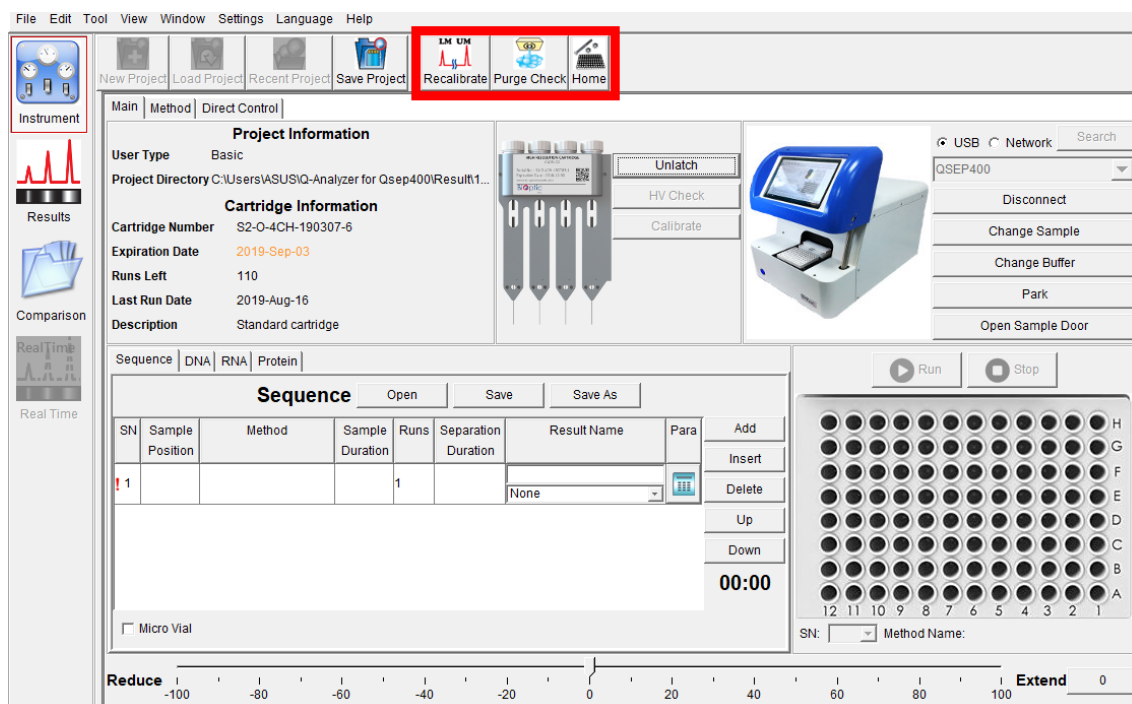 File Edit Tool View Window Settings Language Help
LM UM
New Project Load Project Recent Project Save Project Recalibrate Purge Check Home
Instrument
Results
Comparison
RealTime
Real Time
Main Method Direct Control
Project Information
User Type Basic
Project Directory C:\Users\ASUS\Q-Analyzer for Qsep400\Result\1...
Cartridge Information
Cartridge Number S2-O-4CH-190307-6
Expiration Date 2019-Sep-03
Runs Left 110
Last Run Date 2019-Aug-16
Description Standard cartridge
Unlatch
HV Check
Calibrate
USB Network Search
QSEP400
Disconnect
Change Sample
Change Buffer
Park
Open Sample Door
Sequence DNA RNA Protein
Sequence Open Save Save As
SN Sample Position Method Sample Duration Runs Separation Duration Result Name Para
! 1 1
None
Add
Insert
Delete
Up
Down
00:00
Micro Vial
Run Stop
H
G
F
E
D
C
B
A
12 11 10 9 8 7 6 5 4 3 2 1
SN: Method Name:
Reduce Extend 0
-100 -80 -60 -40 -20 0 20 40 60 80 100